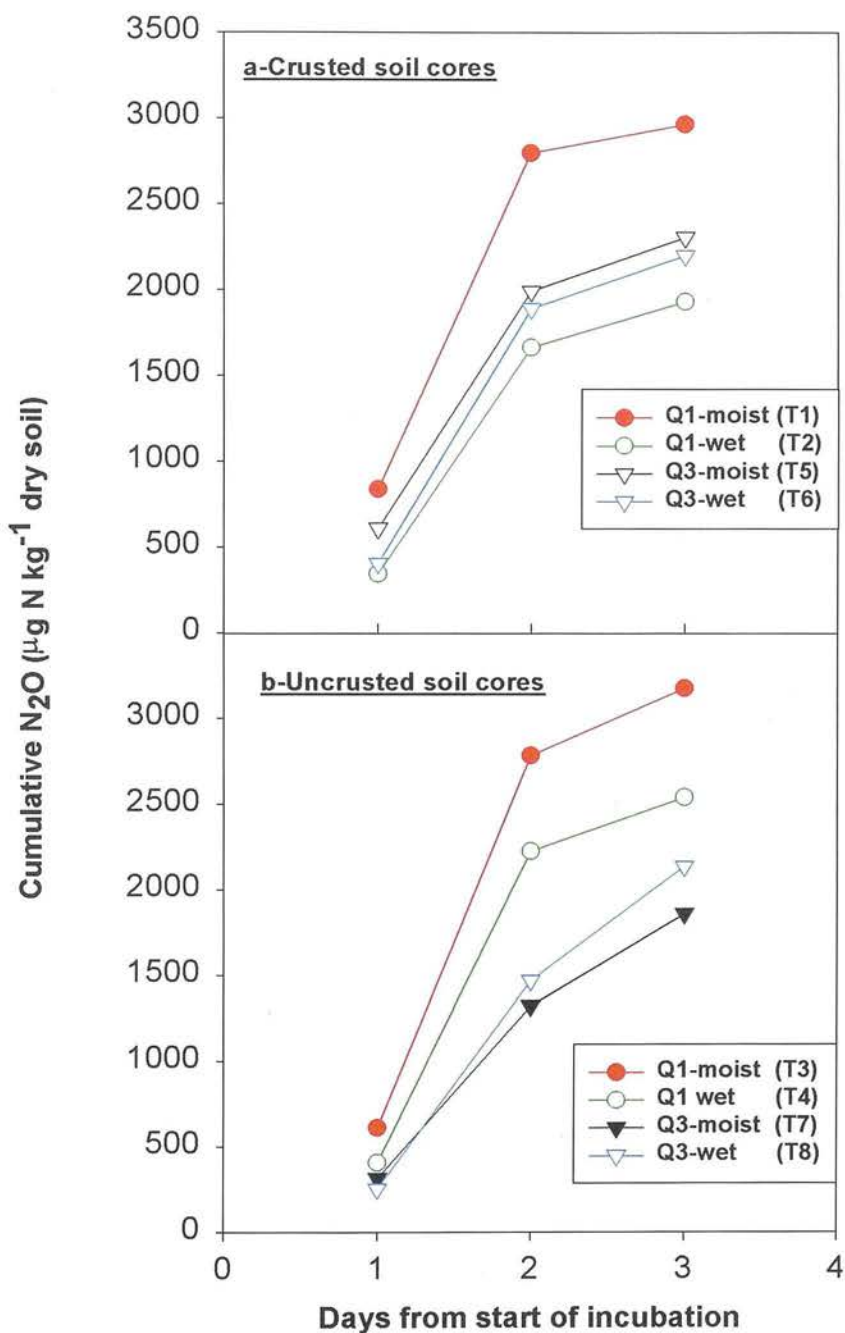 3500
3000
2500
2000
1500
1000
500
0
a-Crusted soil cores
Q1-moist (T1)
Q1-wet (T2)
Q3-moist (T5)
Q3-wet (T6)
Cumulative N₂O (µg N kg⁻¹ dry soil)
b-Uncrusted soil cores
3000
2500
2000
1500
1000
500
0
Q1-moist (T3)
Q1 wet (T4)
Q3-moist (T7)
Q3-wet (T8)
0 1 2 3 4
Days from start of incubation